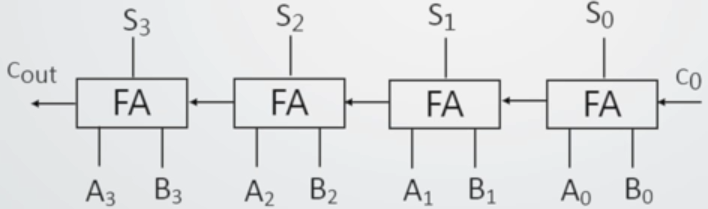 S3 S2 S1 S0
cout c0
FA FA FA FA
A3 B3 A2 B2 A1 B1 A0 B0